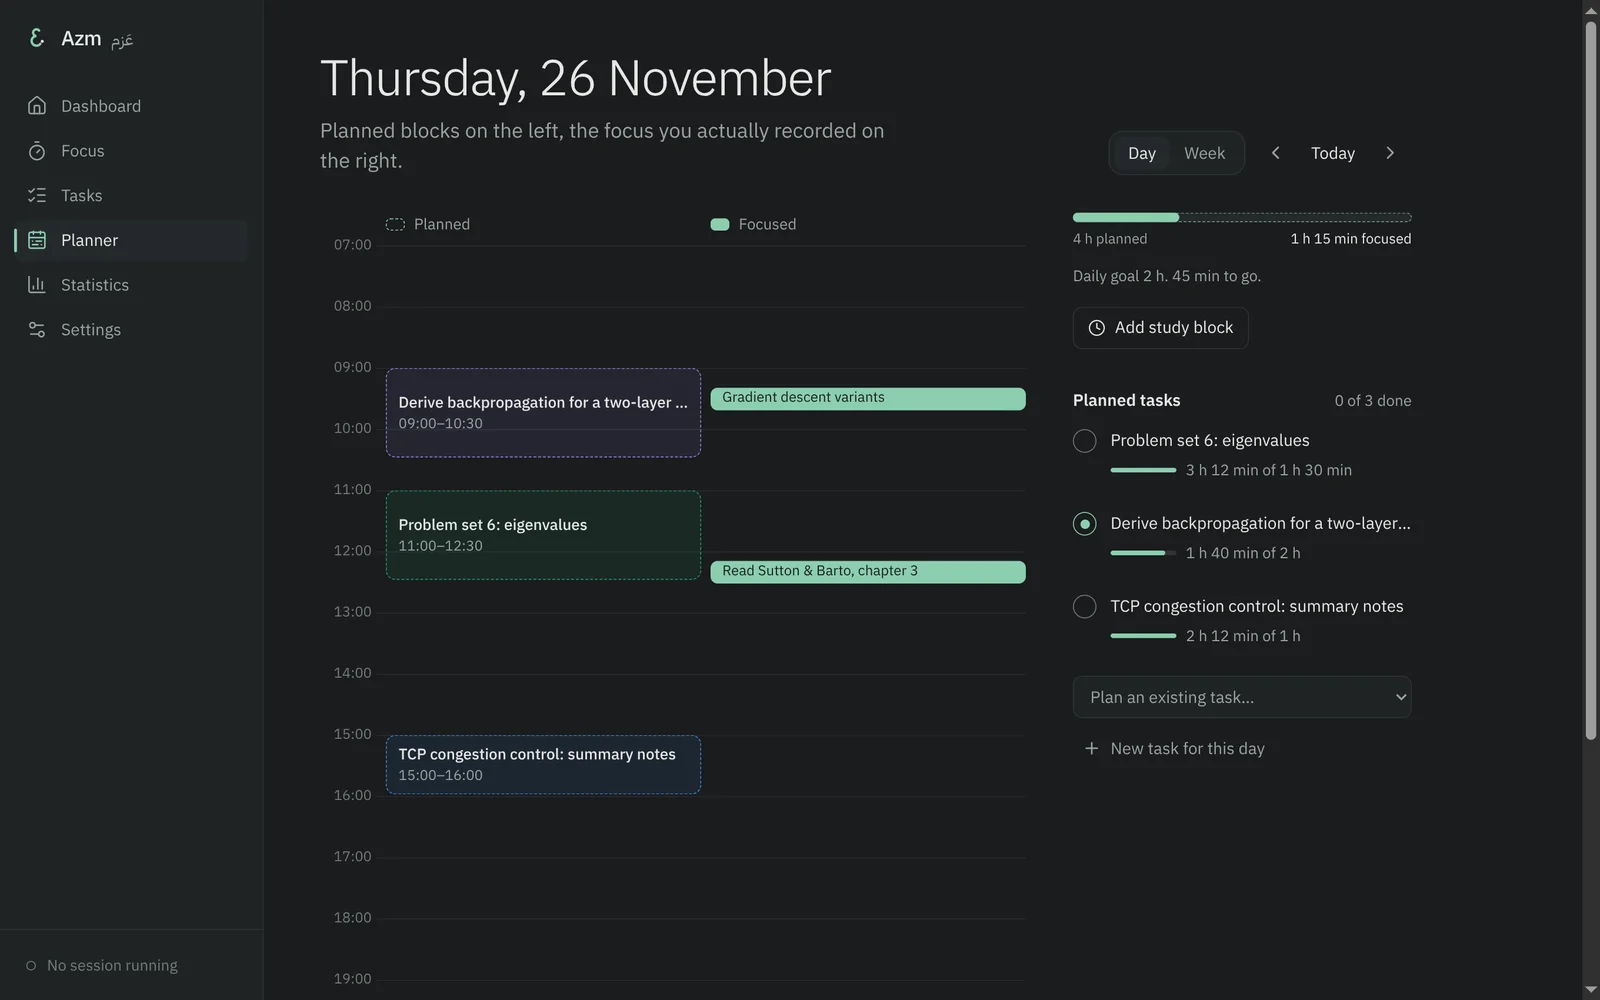 Azm عَزم
Dashboard
Focus
Tasks
Planner
Statistics
Settings
No session running
Thursday, 26 November
Planned blocks on the left, the focus you actually recorded on
the right.
Day Week Today
Planned Focused
07:00
08:00
09:00
Derive backpropagation for a two-layer ...
09:00–10:30
Gradient descent variants
10:00
11:00
Problem set 6: eigenvalues
11:00–12:30
12:00
Read Sutton & Barto, chapter 3
13:00
14:00
15:00
TCP congestion control: summary notes
15:00–16:00
16:00
17:00
18:00
19:00
4 h planned 1 h 15 min focused
Daily goal 2 h. 45 min to go.
Add study block
Planned tasks 0 of 3 done
Problem set 6: eigenvalues
3 h 12 min of 1 h 30 min
Derive backpropagation for a two-layer...
1 h 40 min of 2 h
TCP congestion control: summary notes
2 h 12 min of 1 h
Plan an existing task...
New task for this day